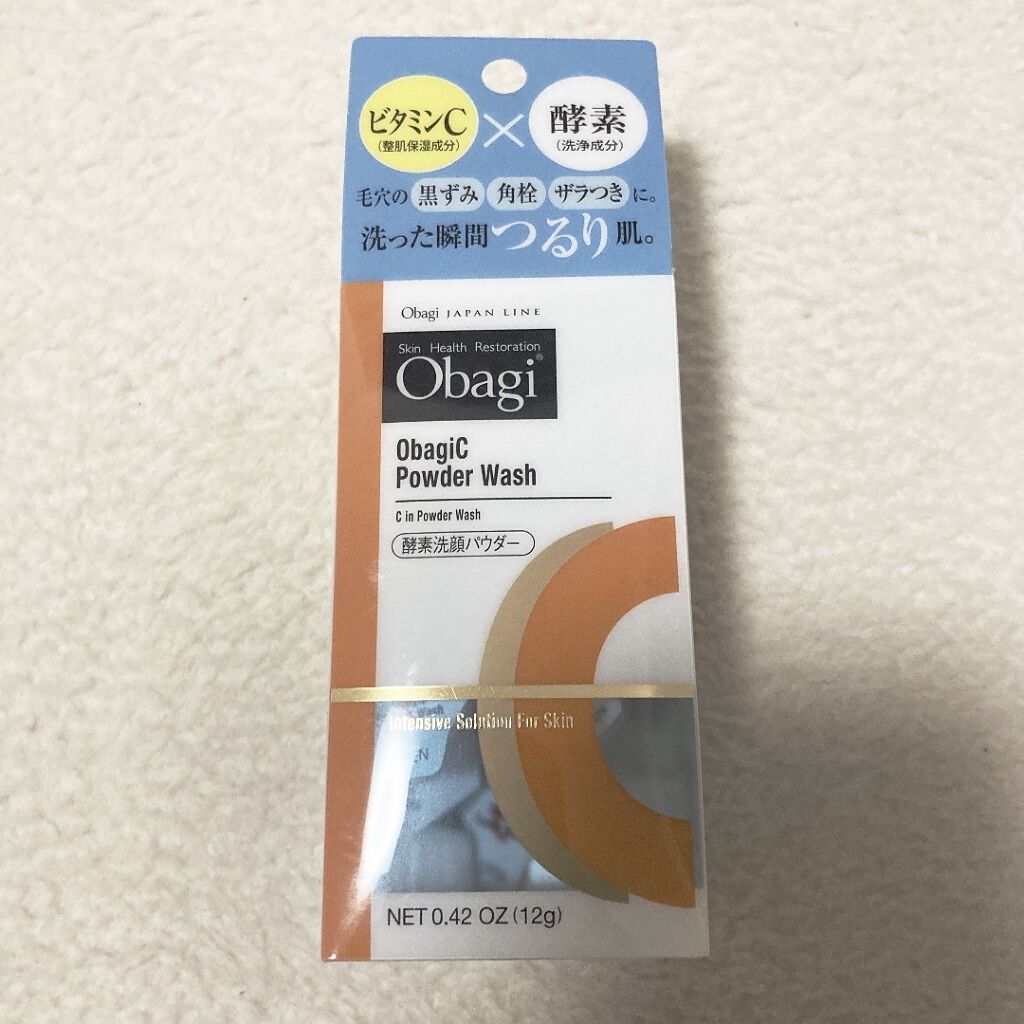 ビタミンC × 酵素
(整肌保湿成分) (洗浄成分)
毛穴の 黒ずみ 角栓 ザラつき に。
洗った瞬間つるり肌。
Obagi JAPAN LINE
Skin Health Restoration
Obagi®
ObagiC
Powder Wash
C in Powder Wash
酵素洗顔パウダー
Intensive Solution For Skin
NET 0.42 OZ (12g)